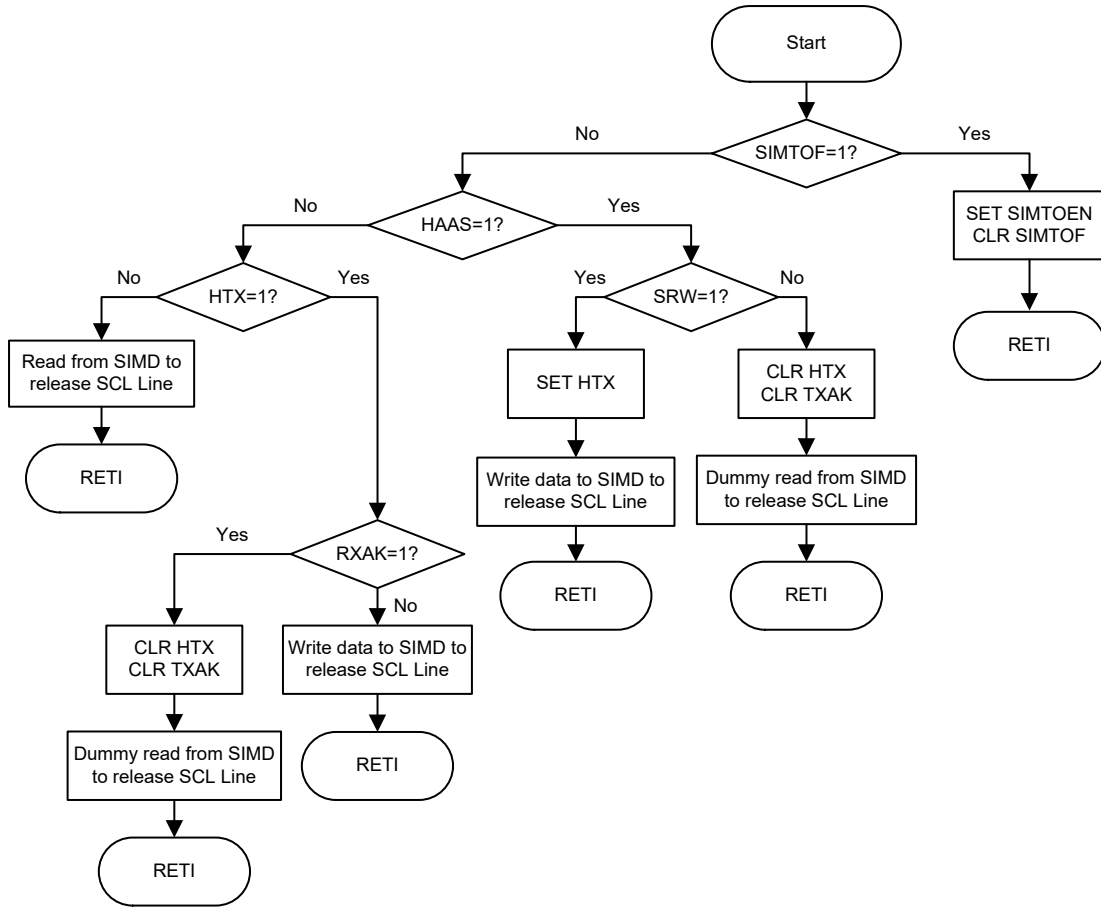 Start
No
SIMTOF=1?
Yes
No
HAAS=1?
Yes
SET SIMTOEN
CLR SIMTOF
No
HTX=1?
Yes
Yes
SRW=1?
No
RETI
Read from SIMD to
release SCL Line
SET HTX
CLR HTX
CLR TXAK
RETI
Write data to SIMD to
release SCL Line
Dummy read from SIMD
to release SCL Line
Yes
RXAK=1?
No
RETI
RETI
CLR HTX
CLR TXAK
Write data to SIMD to
release SCL Line
Dummy read from SIMD
to release SCL Line
RETI
RETI